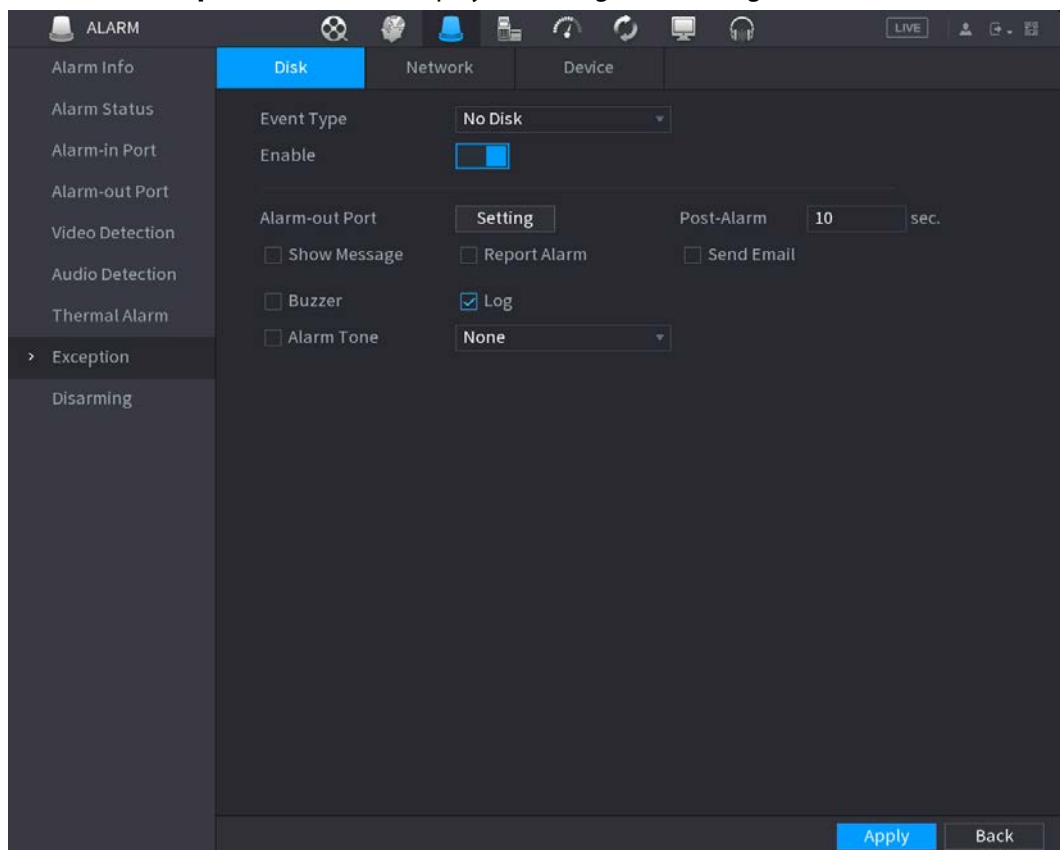 ALARM LIVE
Alarm Info Disk Network Device
Alarm Status Event Type No Disk
Alarm-in Port Enable
Alarm-out Port
Alarm-out Port Setting Post-Alarm 10 sec.
Video Detection
Show Message Report Alarm Send Email
Audio Detection
Buzzer Log
Thermal Alarm
Alarm Tone None
Exception
Disarming
Apply Back